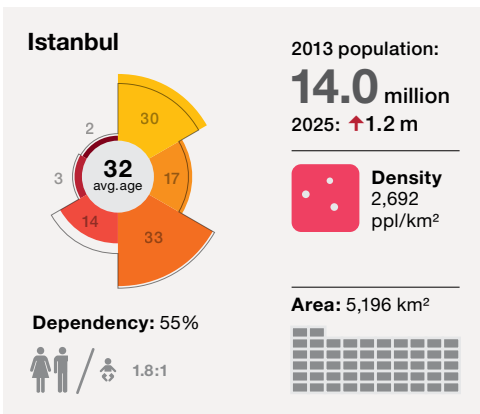 Istanbul
30
17
33
14
3
2
32
avg.age
Dependency: 55%
1.8:1
2013 population:
14.0 million
2025: ↑1.2 m
Density
2,692
ppl/km²
Area: 5,196 km²